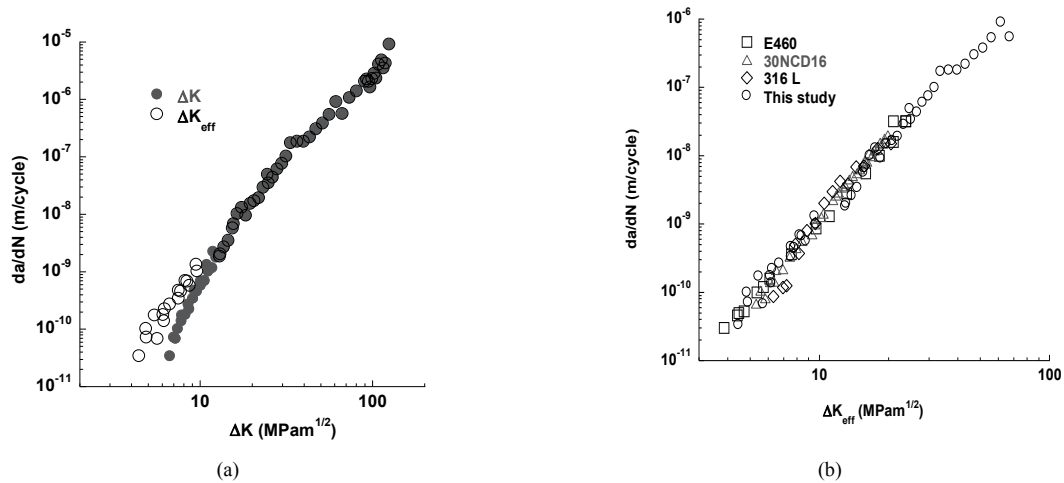 10⁻⁵
10⁻⁶
10⁻⁷
10⁻⁸
10⁻⁹
10⁻¹⁰
10⁻¹¹
da/dN (m/cycle)
ΔK
ΔK_eff
10
100
ΔK (MPam^1/2)
(a)
10⁻⁶
10⁻⁷
10⁻⁸
10⁻⁹
10⁻¹⁰
10⁻¹¹
da/dN (m/cycle)
E460
30NCD16
316 L
This study
10
100
ΔK_eff (MPam^1/2)
(b)